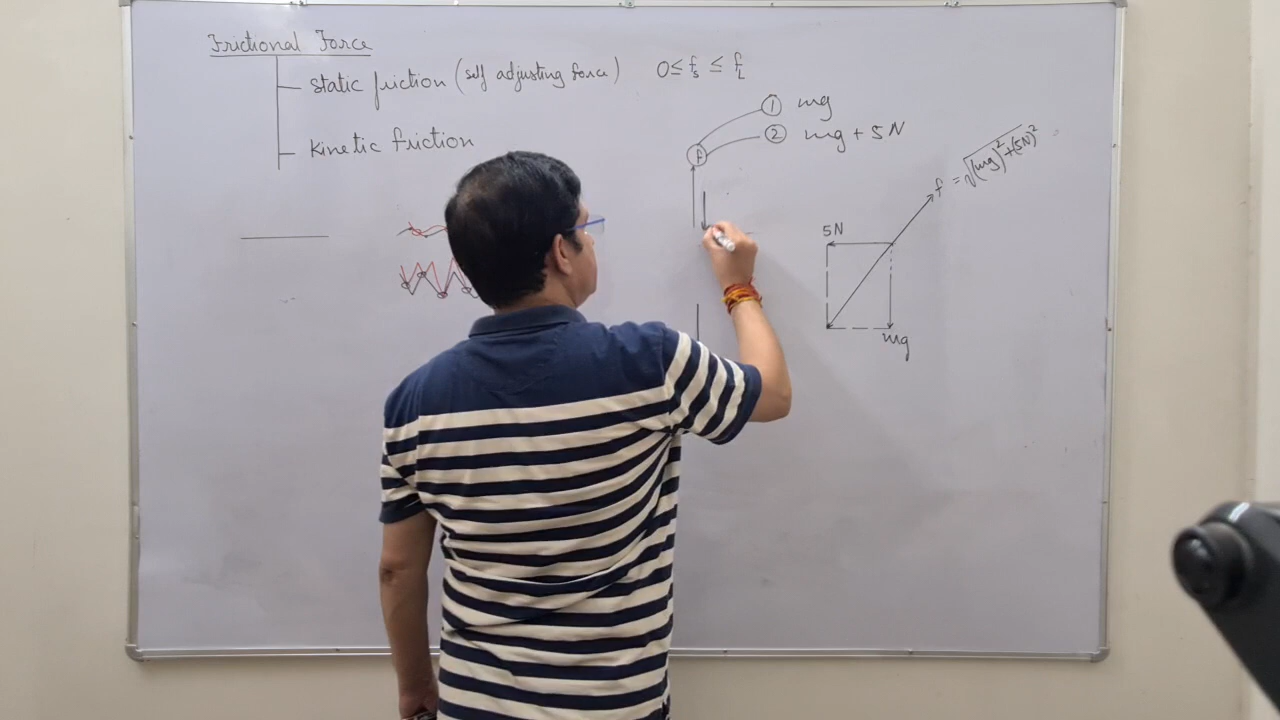 Frictional Force
static friction (self adjusting force) 0 ≤ fs ≤ fL
kinetic friction
① mg
② mg + 5N
f
f = √(mg)²+(5N)²
5N
mg